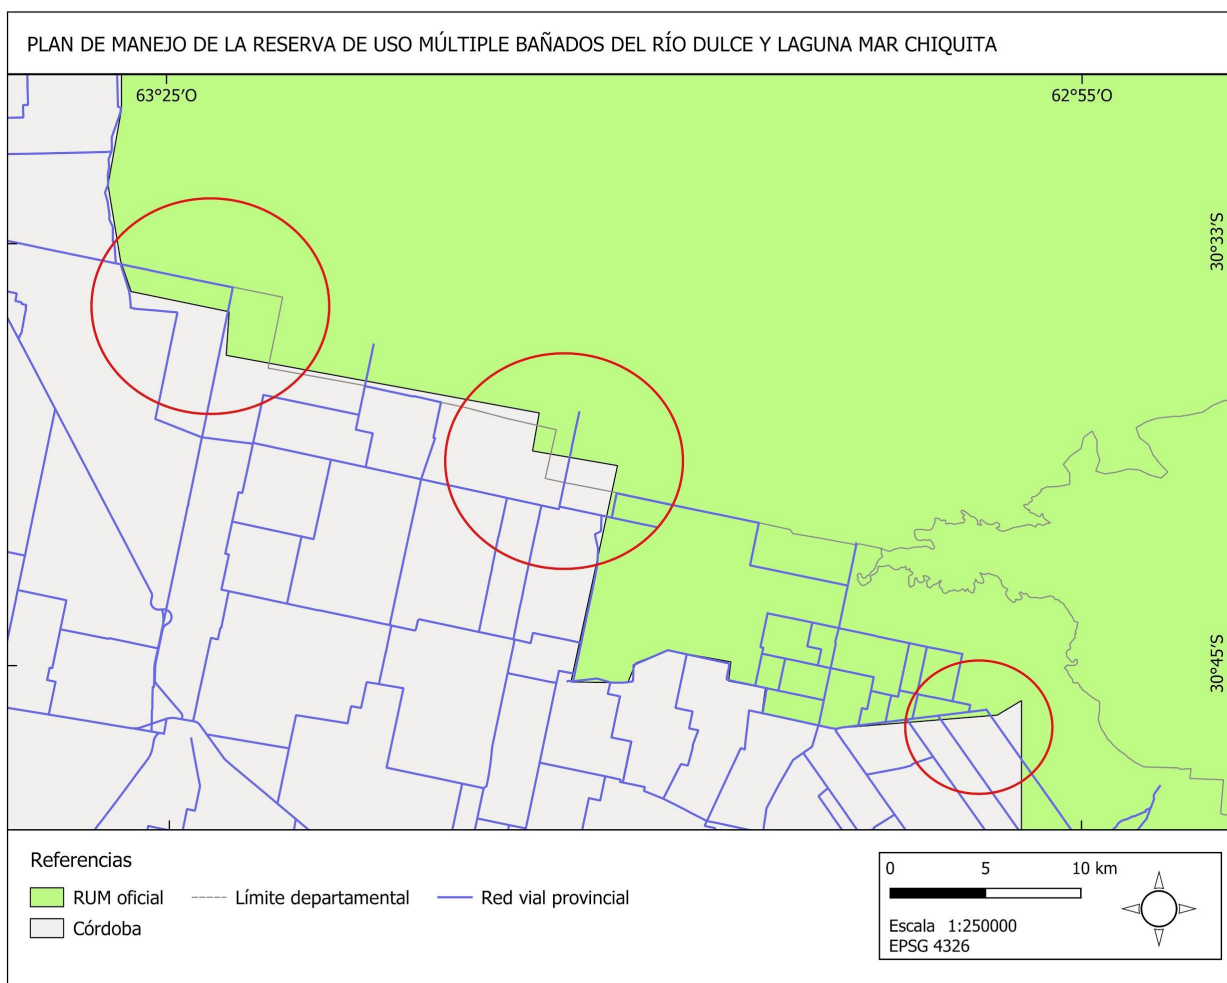 PLAN DE MANEJO DE LA RESERVA DE USO MÚLTIPLE BAÑADOS DEL RÍO DULCE Y LAGUNA MAR CHIQUITA
63°25'O
62°55'O
30°33'S
30°45'S
Referencias
RUM oficial
Límite departamental
Red vial provincial
Córdoba
0 5 10 km
Escala 1:250000
EPSG 4326